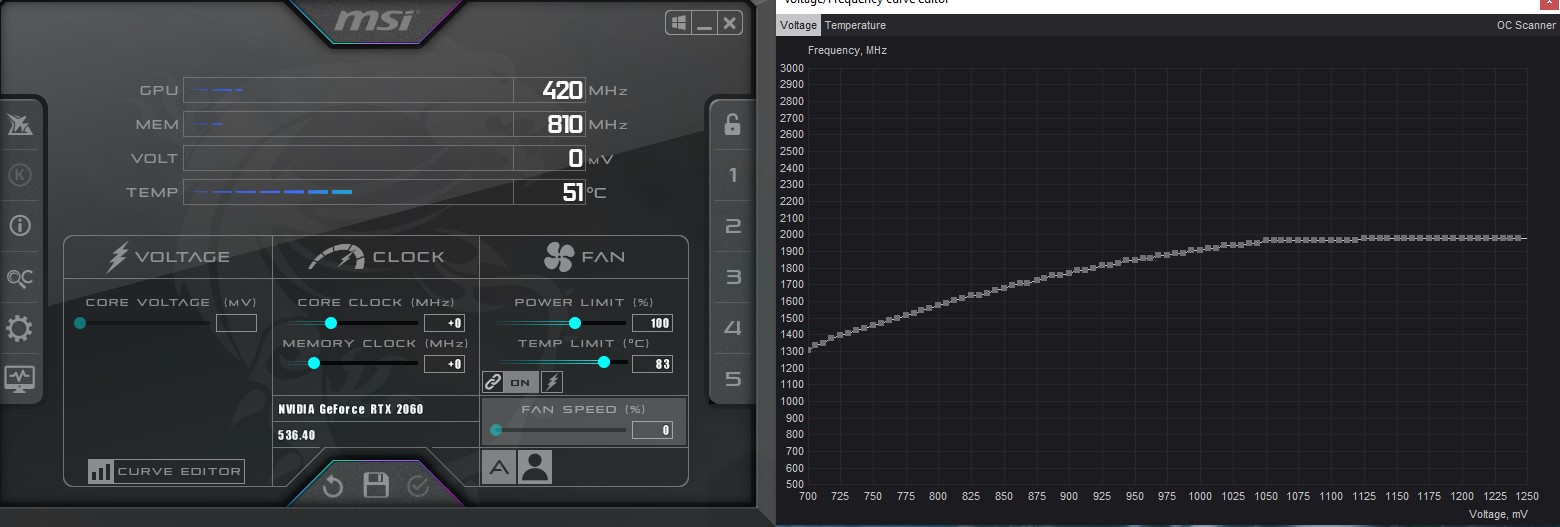 msi
GPU 420 MHz
MEM 810 MHz
VOLT 0 MV
TEMP 51 °C
K
1
2
3
4
5
VOLTAGE
CORE VOLTAGE (MV)
CURVE EDITOR
CLOCK
CORE CLOCK (MHz) +0
MEMORY CLOCK (MHz) +0
NVIDIA GeForce RTX 2060
536.40
FAN
POWER LIMIT (%) 100
TEMP LIMIT (°C) 83
ON
FAN SPEED (%) 0
A
Voltage/Frequency curve editor
Voltage Temperature OC Scanner
Frequency, MHz
3000
2900
2800
2700
2600
2500
2400
2300
2200
2100
2000
1900
1800
1700
1600
1500
1400
1300
1200
1100
1000
900
800
700
600
500
700 725 750 775 800 825 850 875 900 925 950 975 1000 1025 1050 1075 1100 1125 1150 1175 1200 1225 1250
Voltage, mV